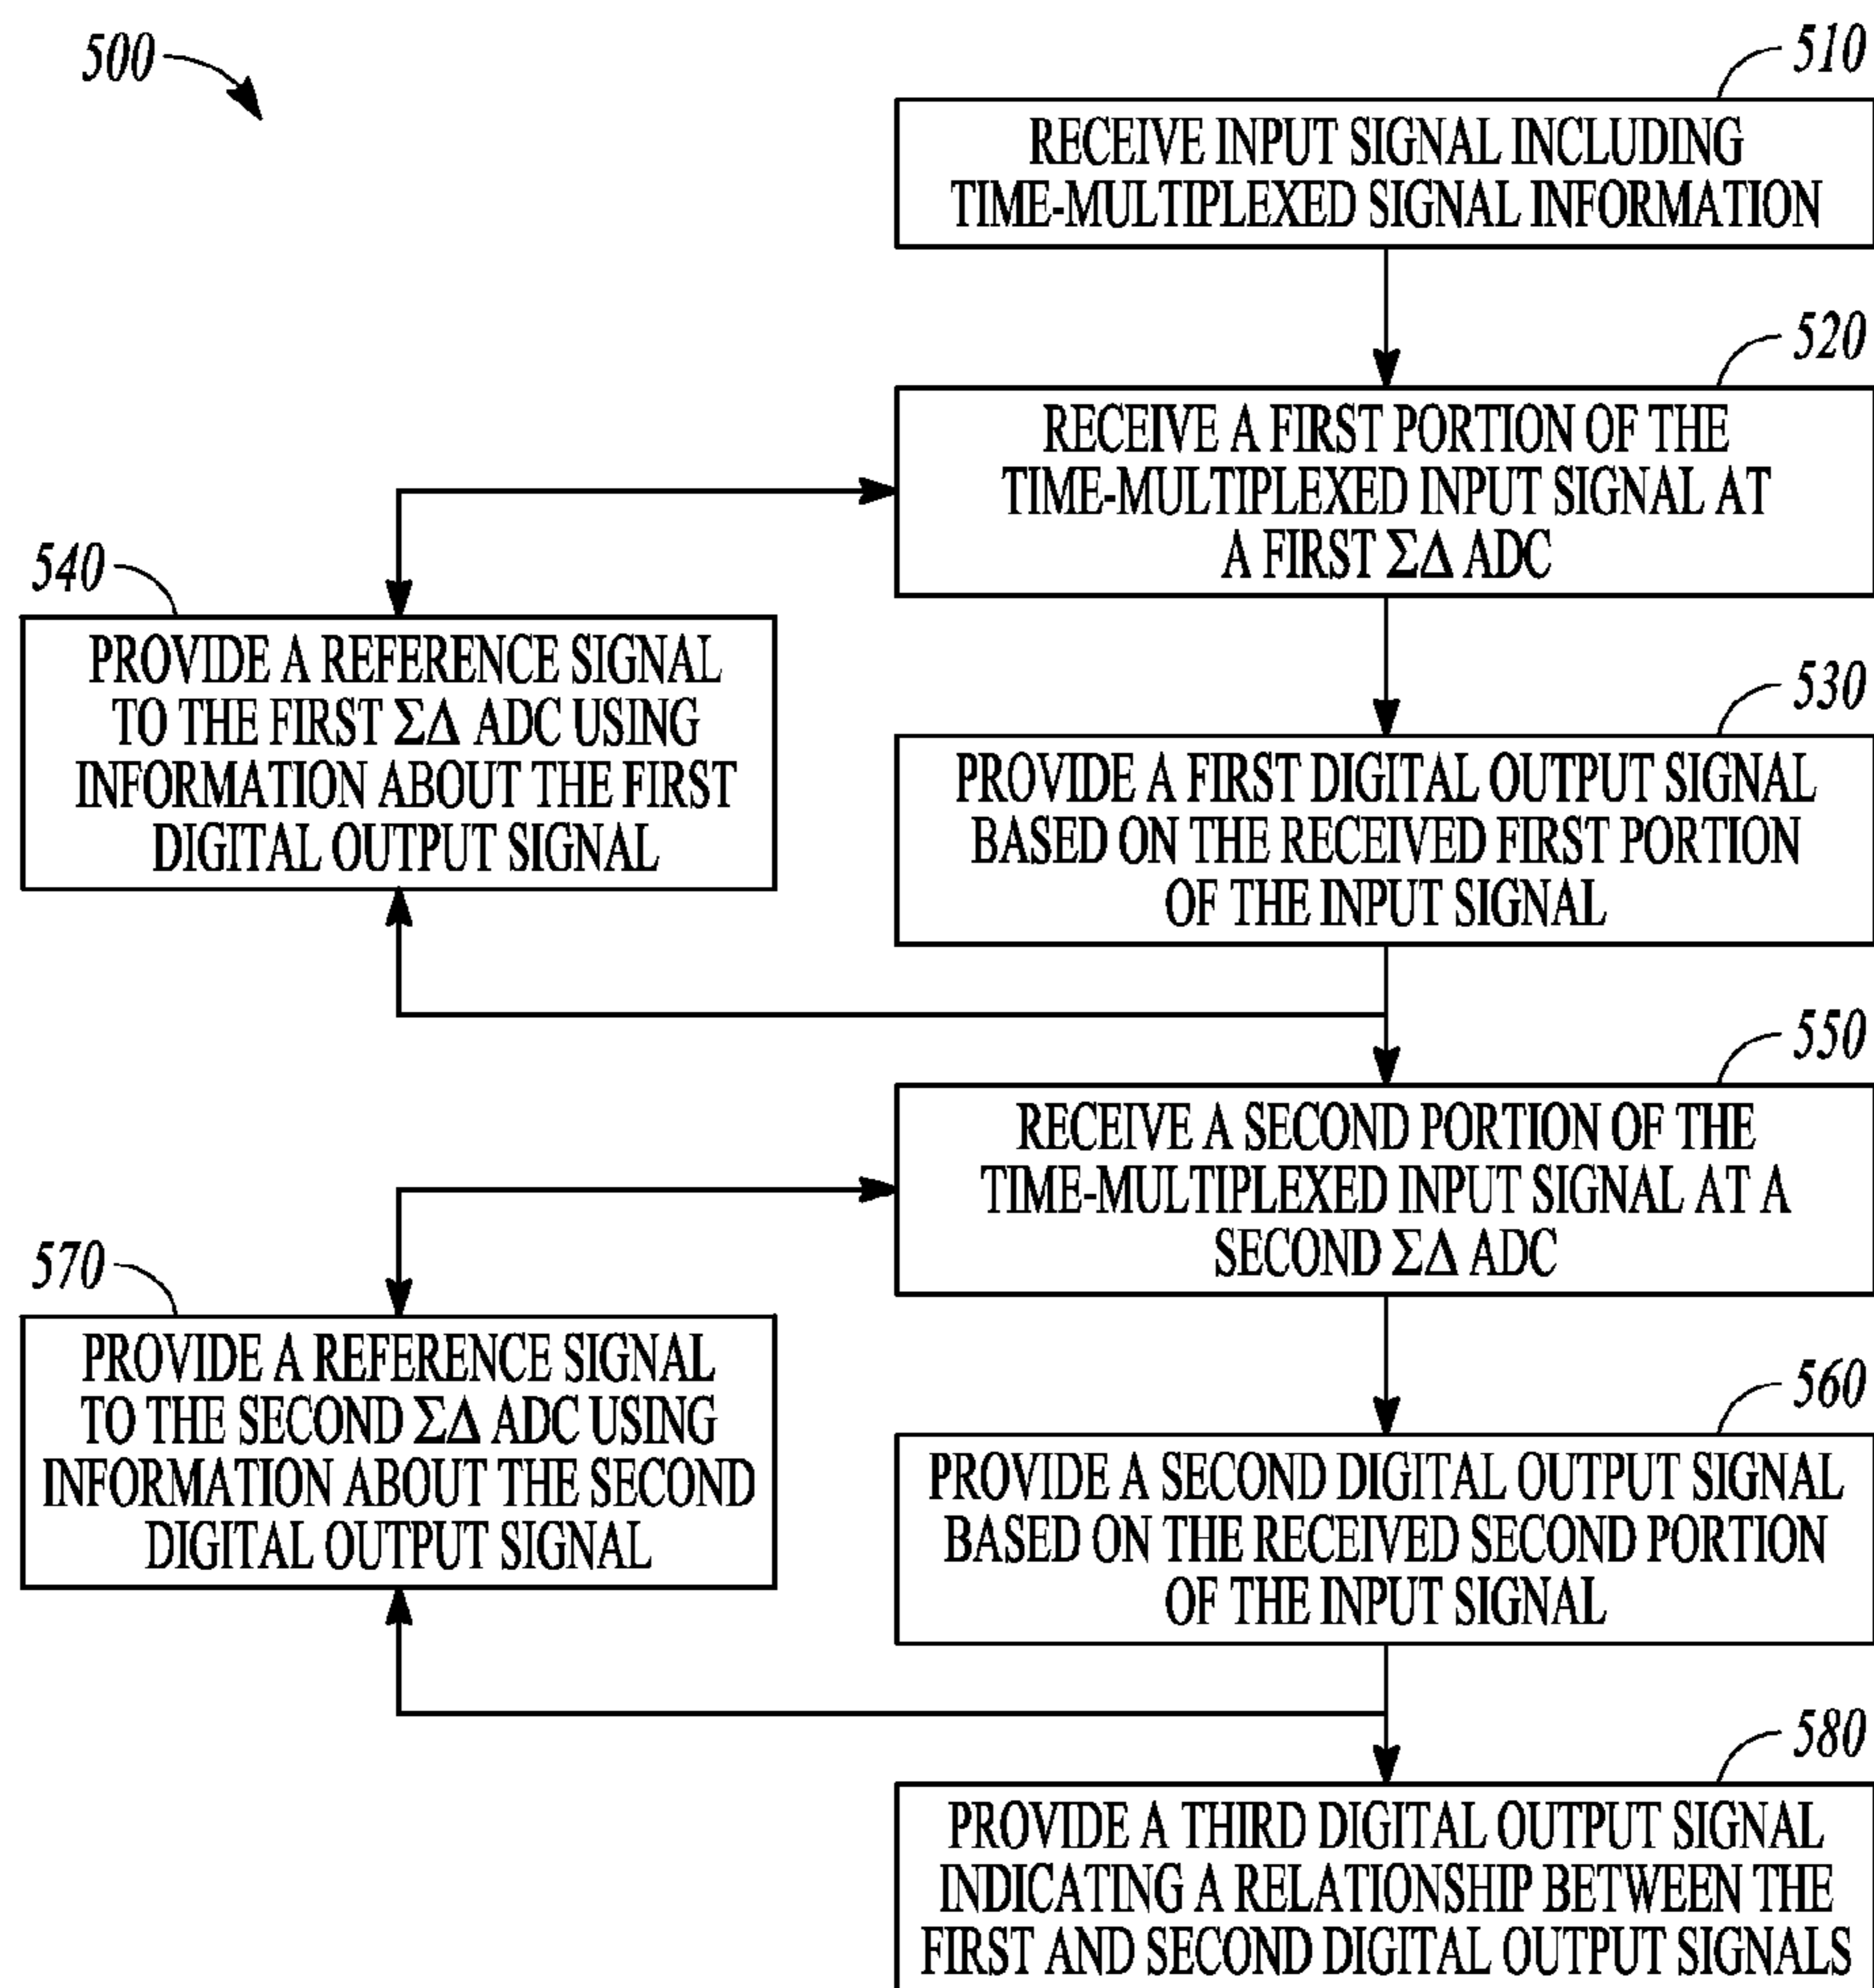 500
510
RECEIVE INPUT SIGNAL INCLUDING
TIME-MULTIPLEXED SIGNAL INFORMATION
520
RECEIVE A FIRST PORTION OF THE
TIME-MULTIPLEXED INPUT SIGNAL AT
A FIRST ΣΔ ADC
540
PROVIDE A REFERENCE SIGNAL
TO THE FIRST ΣΔ ADC USING
INFORMATION ABOUT THE FIRST
DIGITAL OUTPUT SIGNAL
530
PROVIDE A FIRST DIGITAL OUTPUT SIGNAL
BASED ON THE RECEIVED FIRST PORTION
OF THE INPUT SIGNAL
550
RECEIVE A SECOND PORTION OF THE
TIME-MULTIPLEXED INPUT SIGNAL AT A
SECOND ΣΔ ADC
570
PROVIDE A REFERENCE SIGNAL
TO THE SECOND ΣΔ ADC USING
INFORMATION ABOUT THE SECOND
DIGITAL OUTPUT SIGNAL
560
PROVIDE A SECOND DIGITAL OUTPUT SIGNAL
BASED ON THE RECEIVED SECOND PORTION
OF THE INPUT SIGNAL
580
PROVIDE A THIRD DIGITAL OUTPUT SIGNAL
INDICATING A RELATIONSHIP BETWEEN THE
FIRST AND SECOND DIGITAL OUTPUT SIGNALS